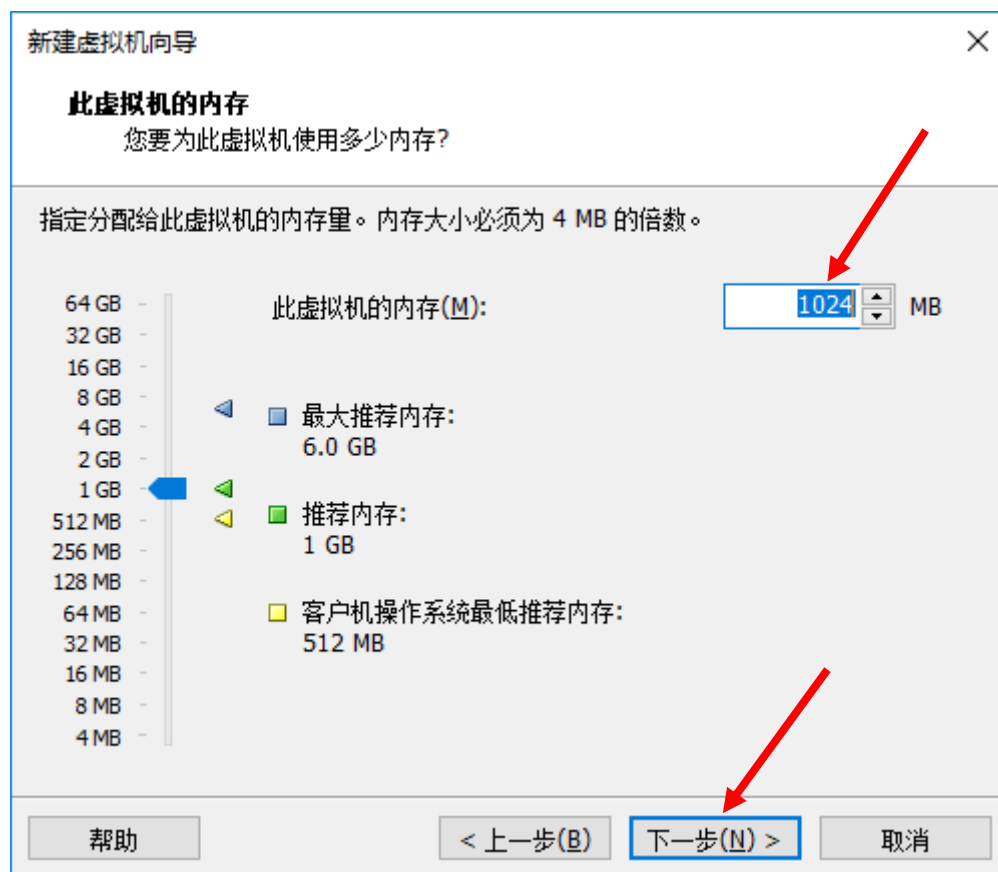 新建虚拟机向导
此虚拟机的内存
您要为此虚拟机使用多少内存?
指定分配给此虚拟机的内存量。内存大小必须为 4 MB 的倍数。
64 GB
32 GB
16 GB
8 GB
4 GB
2 GB
1 GB
512 MB
256 MB
128 MB
64 MB
32 MB
16 MB
8 MB
4 MB
此虚拟机的内存(M):
1024 MB
最大推荐内存:
6.0 GB
推荐内存:
1 GB
客户机操作系统最低推荐内存:
512 MB
帮助
< 上一步(B)
下一步(N) >
取消